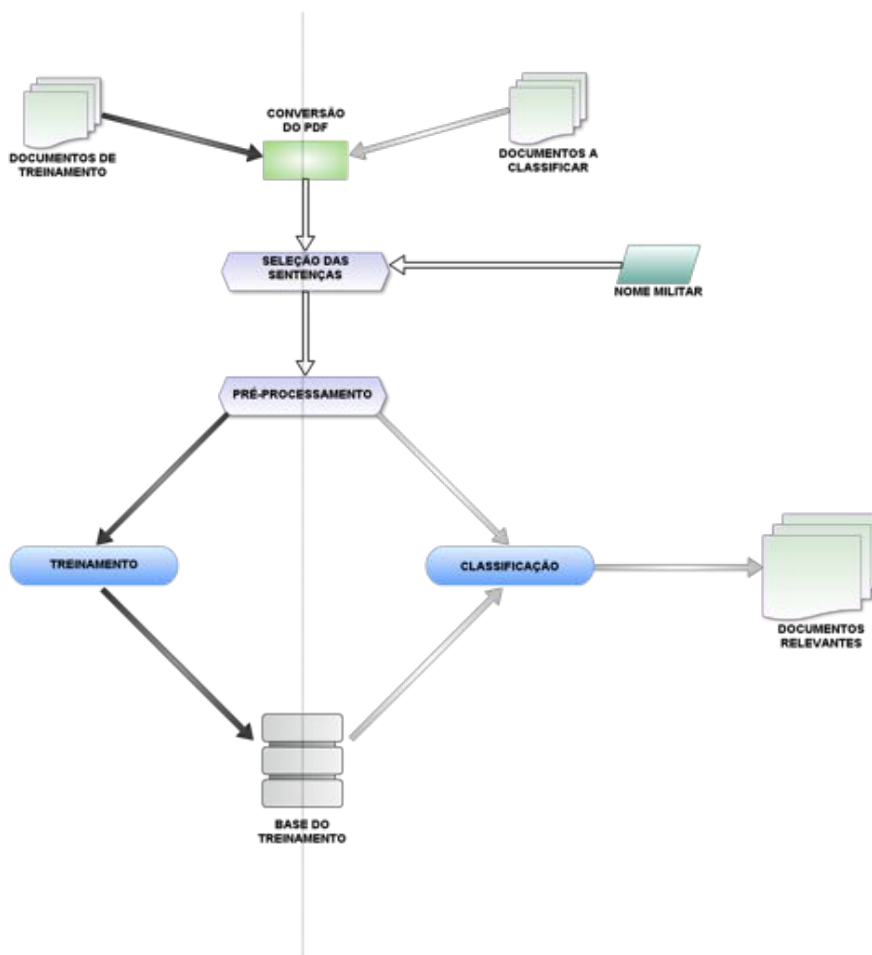 CONVERSÃO
DO PDF
DOCUMENTOS DE
TREINAMENTO
DOCUMENTOS A
CLASSIFICAR
SELEÇÃO DAS
SENTENÇAS
NOME MILITAR
PRÉ-PROCESSAMENTO
TREINAMENTO
CLASSIFICAÇÃO
DOCUMENTOS
RELEVANTES
BASE DO
TREINAMENTO